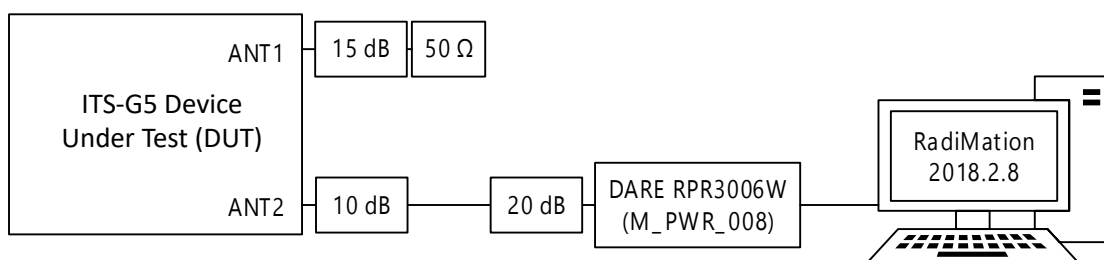 ANT1
15 dB
50 Ω
ITS-G5 Device
Under Test (DUT)
ANT2
10 dB
20 dB
DARE RPR3006W
(M_PWR_008)
RadiMation
2018.2.8